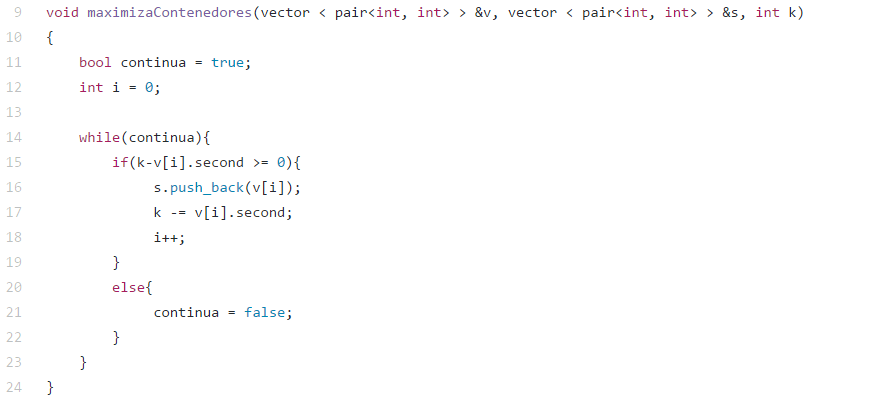 9 void maximizaContenedores(vector < pair<int, int> > &v, vector < pair<int, int> > &s, int k)
10 {
11     bool continua = true;
12     int i = 0;
13
14     while(continua){
15         if(k-v[i].second >= 0){
16              s.push_back(v[i]);
17              k -= v[i].second;
18              i++;
19         }
20         else{
21              continua = false;
22         }
23     }
24 }